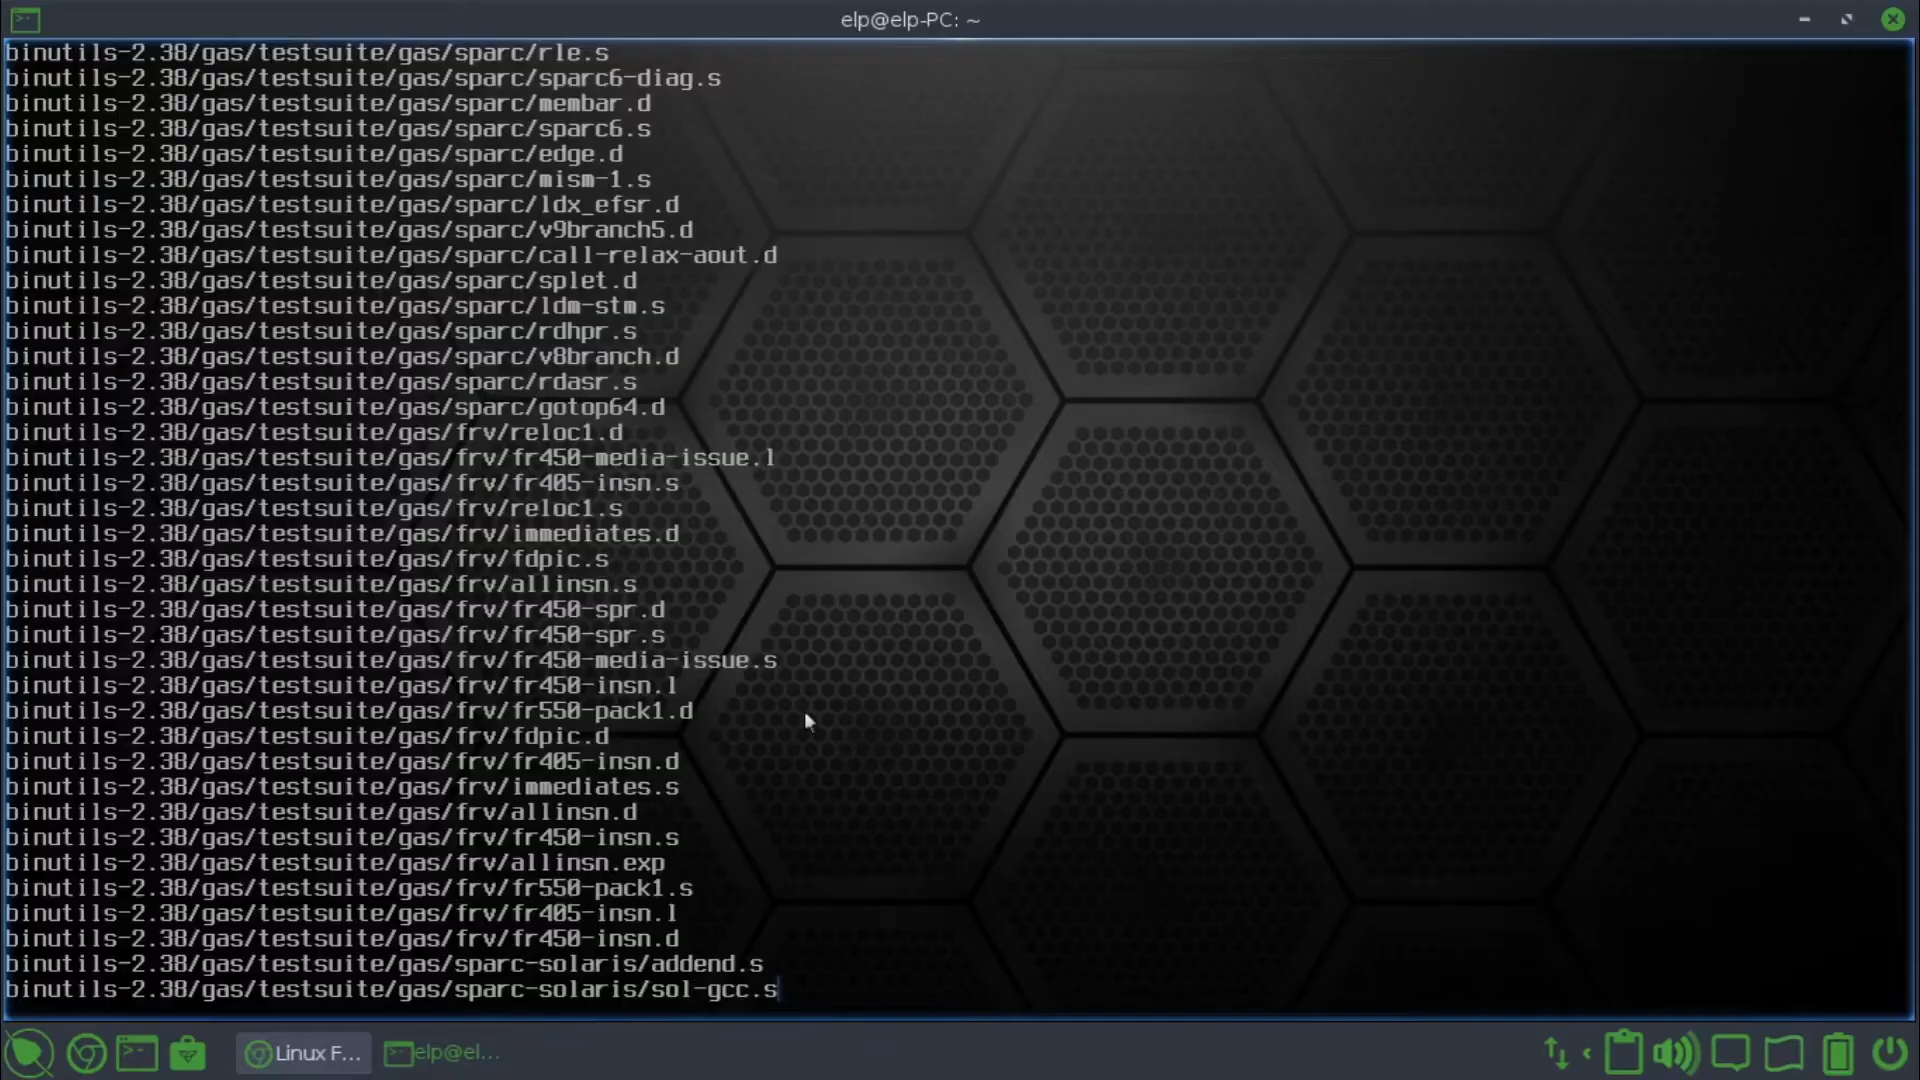 elp@elp-PC: ~
binutils-2.38/gas/testsuite/gas/sparc/rle.s
binutils-2.38/gas/testsuite/gas/sparc/sparc6-diag.s
binutils-2.38/gas/testsuite/gas/sparc/membar.d
binutils-2.38/gas/testsuite/gas/sparc/sparc6.s
binutils-2.38/gas/testsuite/gas/sparc/edge.d
binutils-2.38/gas/testsuite/gas/sparc/mism-1.s
binutils-2.38/gas/testsuite/gas/sparc/ldx_efsr.d
binutils-2.38/gas/testsuite/gas/sparc/v9branch5.d
binutils-2.38/gas/testsuite/gas/sparc/call-relax-aout.d
binutils-2.38/gas/testsuite/gas/sparc/splet.d
binutils-2.38/gas/testsuite/gas/sparc/ldm-stm.s
binutils-2.38/gas/testsuite/gas/sparc/rdhpr.s
binutils-2.38/gas/testsuite/gas/sparc/v8branch.d
binutils-2.38/gas/testsuite/gas/sparc/rdasr.s
binutils-2.38/gas/testsuite/gas/sparc/gotop64.d
binutils-2.38/gas/testsuite/gas/frv/reloc1.d
binutils-2.38/gas/testsuite/gas/frv/fr450-media-issue.l
binutils-2.38/gas/testsuite/gas/frv/fr405-insn.s
binutils-2.38/gas/testsuite/gas/frv/reloc1.s
binutils-2.38/gas/testsuite/gas/frv/immediates.d
binutils-2.38/gas/testsuite/gas/frv/fdpic.s
binutils-2.38/gas/testsuite/gas/frv/allinsn.s
binutils-2.38/gas/testsuite/gas/frv/fr450-spr.d
binutils-2.38/gas/testsuite/gas/frv/fr450-spr.s
binutils-2.38/gas/testsuite/gas/frv/fr450-media-issue.s
binutils-2.38/gas/testsuite/gas/frv/fr450-insn.l
binutils-2.38/gas/testsuite/gas/frv/fr550-pack1.d
binutils-2.38/gas/testsuite/gas/frv/fdpic.d
binutils-2.38/gas/testsuite/gas/frv/fr405-insn.d
binutils-2.38/gas/testsuite/gas/frv/immediates.s
binutils-2.38/gas/testsuite/gas/frv/allinsn.d
binutils-2.38/gas/testsuite/gas/frv/fr450-insn.s
binutils-2.38/gas/testsuite/gas/frv/allinsn.exp
binutils-2.38/gas/testsuite/gas/frv/fr550-pack1.s
binutils-2.38/gas/testsuite/gas/frv/fr405-insn.l
binutils-2.38/gas/testsuite/gas/frv/fr450-insn.d
binutils-2.38/gas/testsuite/gas/sparc-solaris/addend.s
binutils-2.38/gas/testsuite/gas/sparc-solaris/sol-gcc.s
Linux F... elp@el...